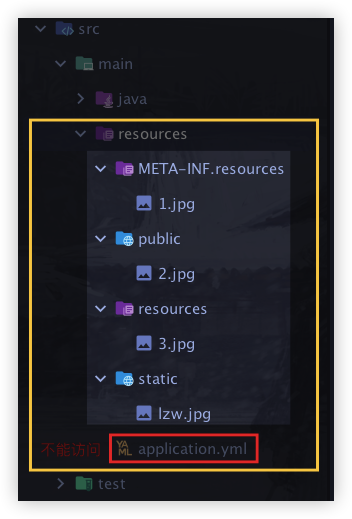 src
main
java
resources
META-INF.resources
1.jpg
public
2.jpg
resources
3.jpg
static
lzw.jpg
不能访问 YAML application.yml
test